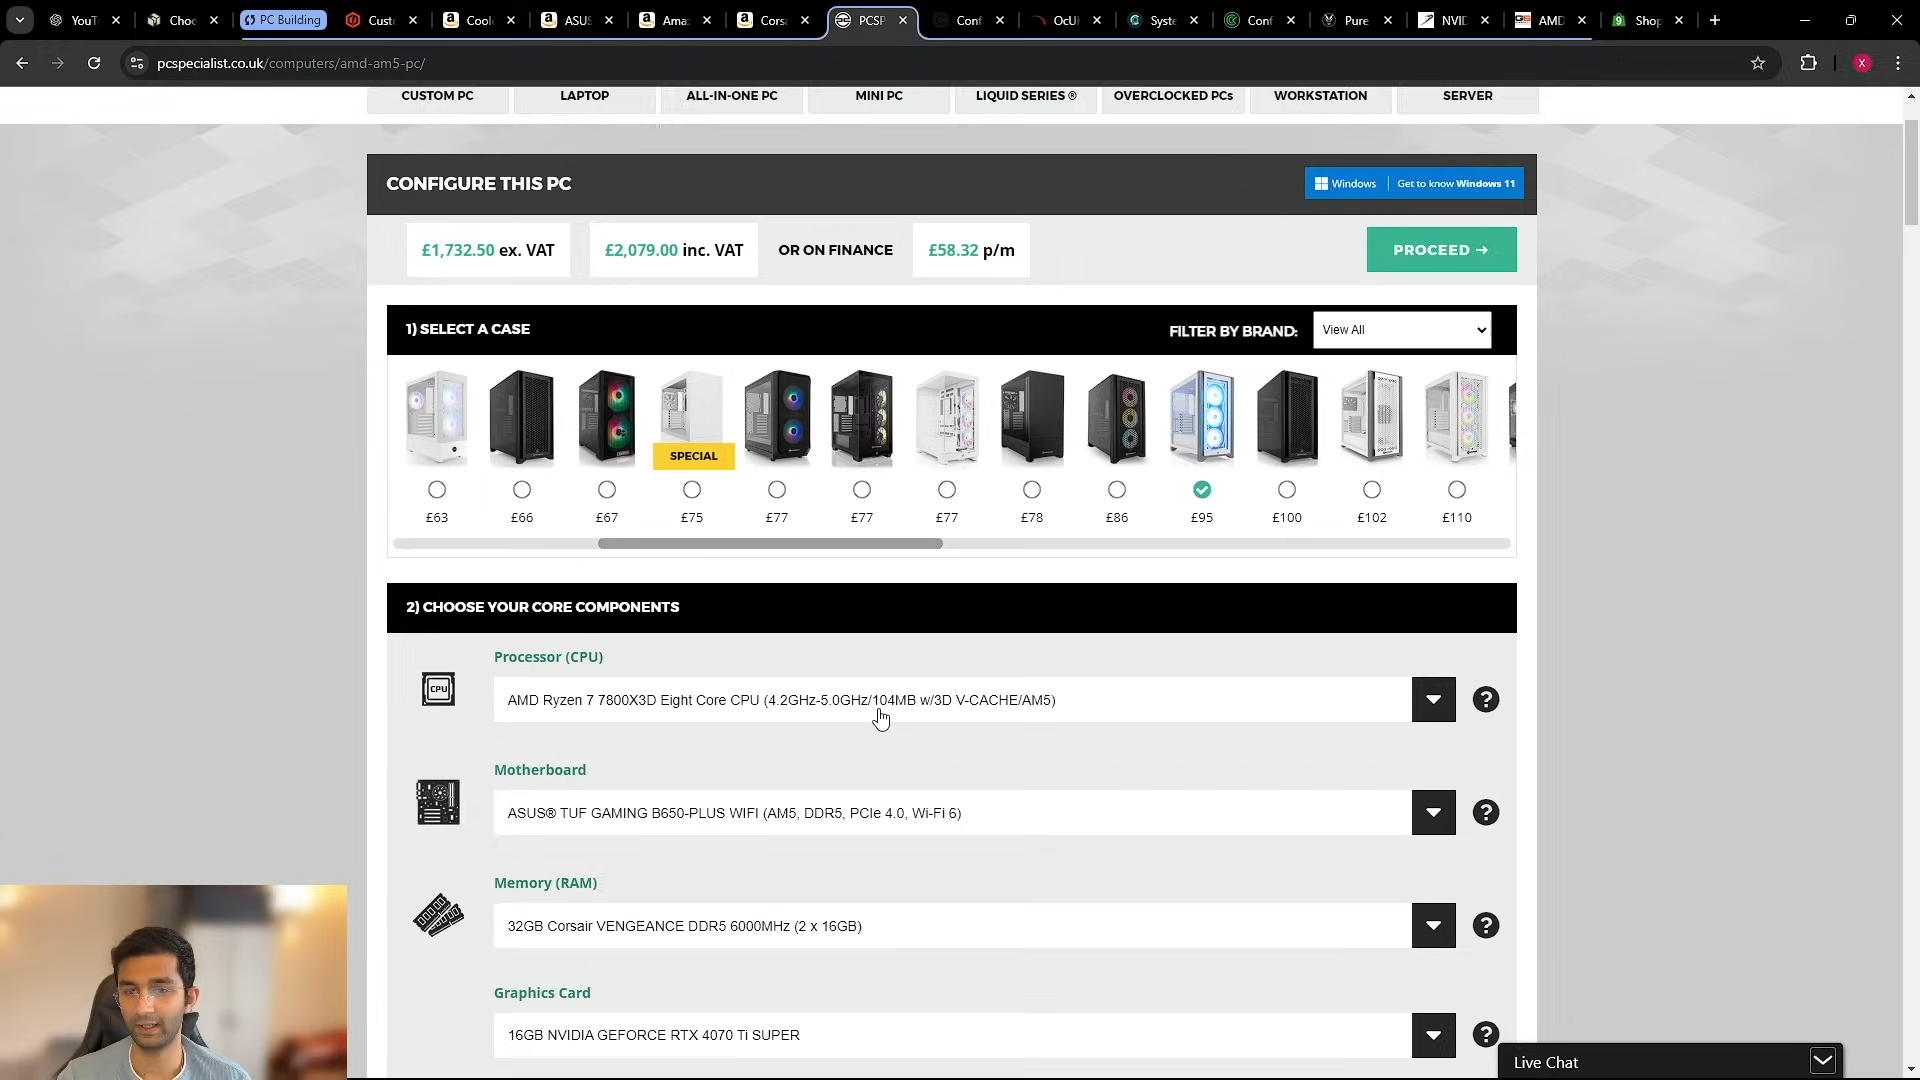 YouT
Choc
PC Building
Custo
Cool
ASUS
Amaz
Corsa
PCSP
Conf
OcUK
Syste
Conf
Pure
NVID
AMD
Shop
pcspecialist.co.uk/computers/amd-am5-pc/
X
CUSTOM PC
LAPTOP
ALL-IN-ONE PC
MINI PC
LIQUID SERIES ®
OVERCLOCKED PCs
WORKSTATION
SERVER
CONFIGURE THIS PC
Windows | Get to know Windows 11
£1,732.50 ex. VAT
£2,079.00 inc. VAT
OR ON FINANCE
£58.32 p/m
PROCEED →
1) SELECT A CASE
FILTER BY BRAND:
View All
SPECIAL
£63
£66
£67
£75
£77
£77
£77
£78
£86
£95
£100
£102
£110
2) CHOOSE YOUR CORE COMPONENTS
Processor (CPU)
CPU
AMD Ryzen 7 7800X3D Eight Core CPU (4.2GHz-5.0GHz/104MB w/3D V-CACHE/AM5)
?
Motherboard
ASUS® TUF GAMING B650-PLUS WIFI (AM5, DDR5, PCIe 4.0, Wi-Fi 6)
?
Memory (RAM)
32GB Corsair VENGEANCE DDR5 6000MHz (2 x 16GB)
?
Graphics Card
16GB NVIDIA GEFORCE RTX 4070 Ti SUPER
?
Live Chat